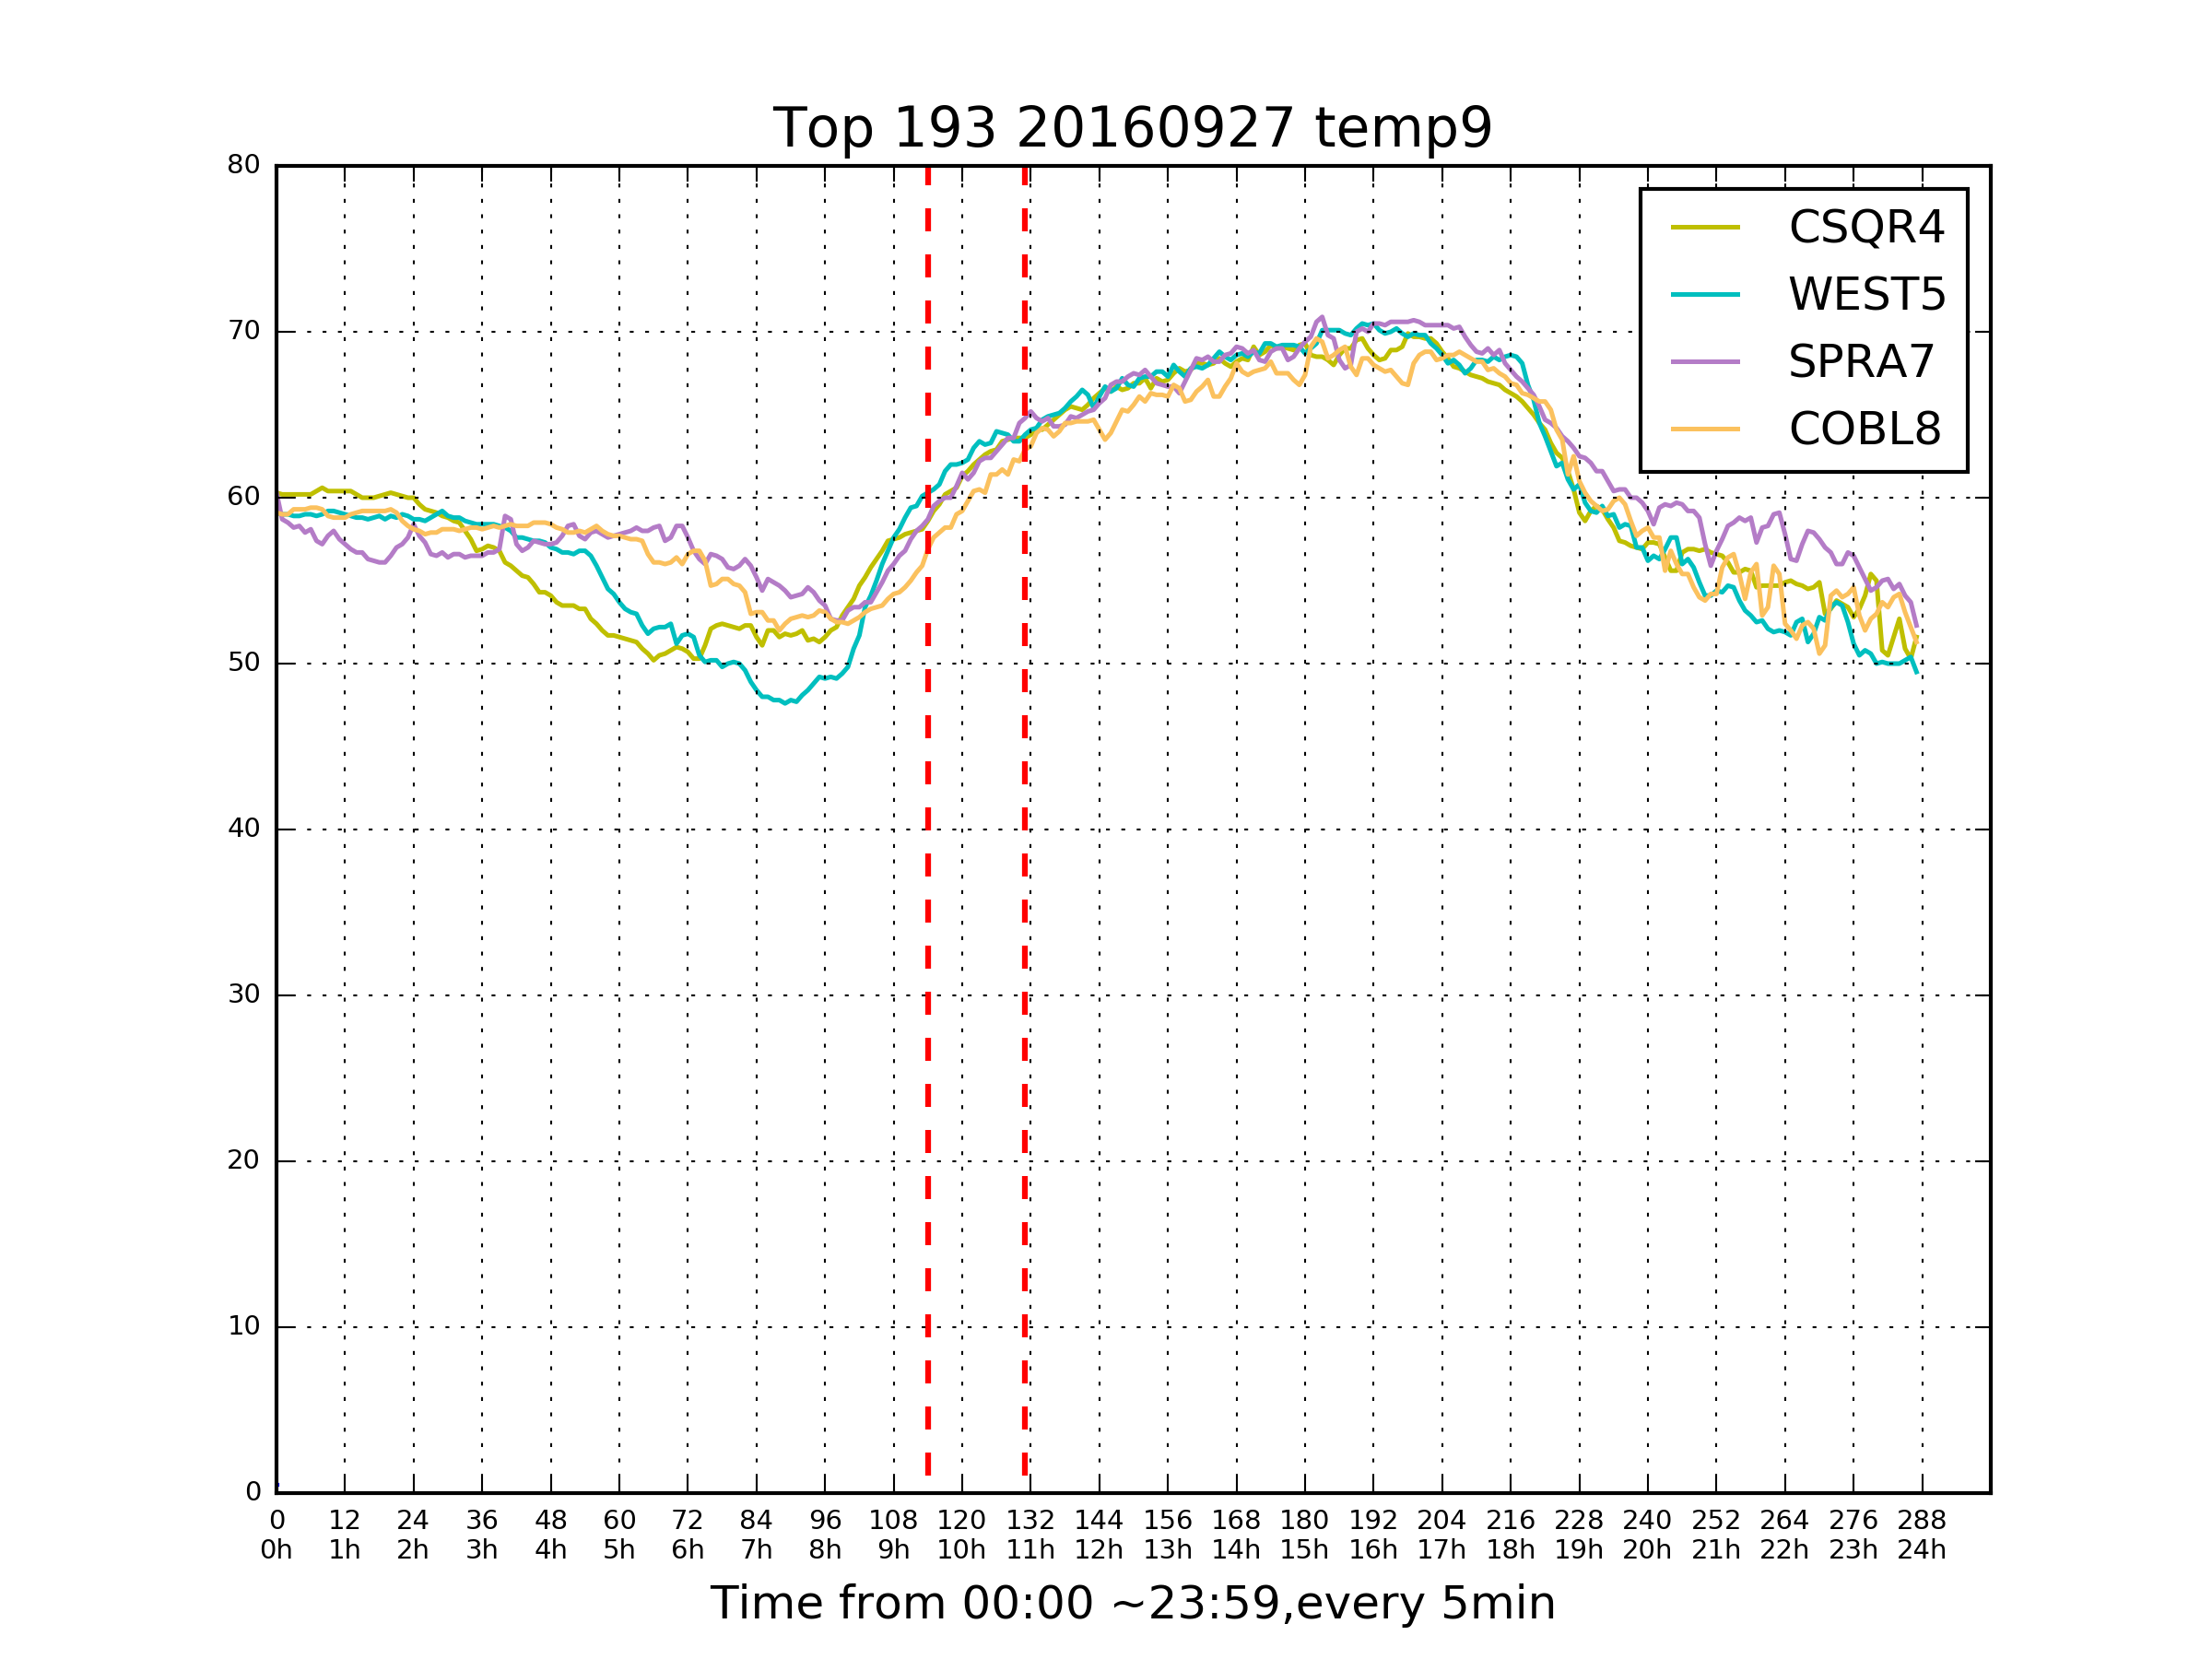 Top 193 20160927 temp9
80
70
60
50
40
30
20
10
0
CSQR4
WEST5
SPRA7
COBL8
0 12 24 36 48 60 72 84 96 108 120 132 144 156 168 180 192 204 216 228 240 252 264 276 288
0h 1h 2h 3h 4h 5h 6h 7h 8h 9h 10h 11h 12h 13h 14h 15h 16h 17h 18h 19h 20h 21h 22h 23h 24h
Time from 00:00 ~23:59,every 5min